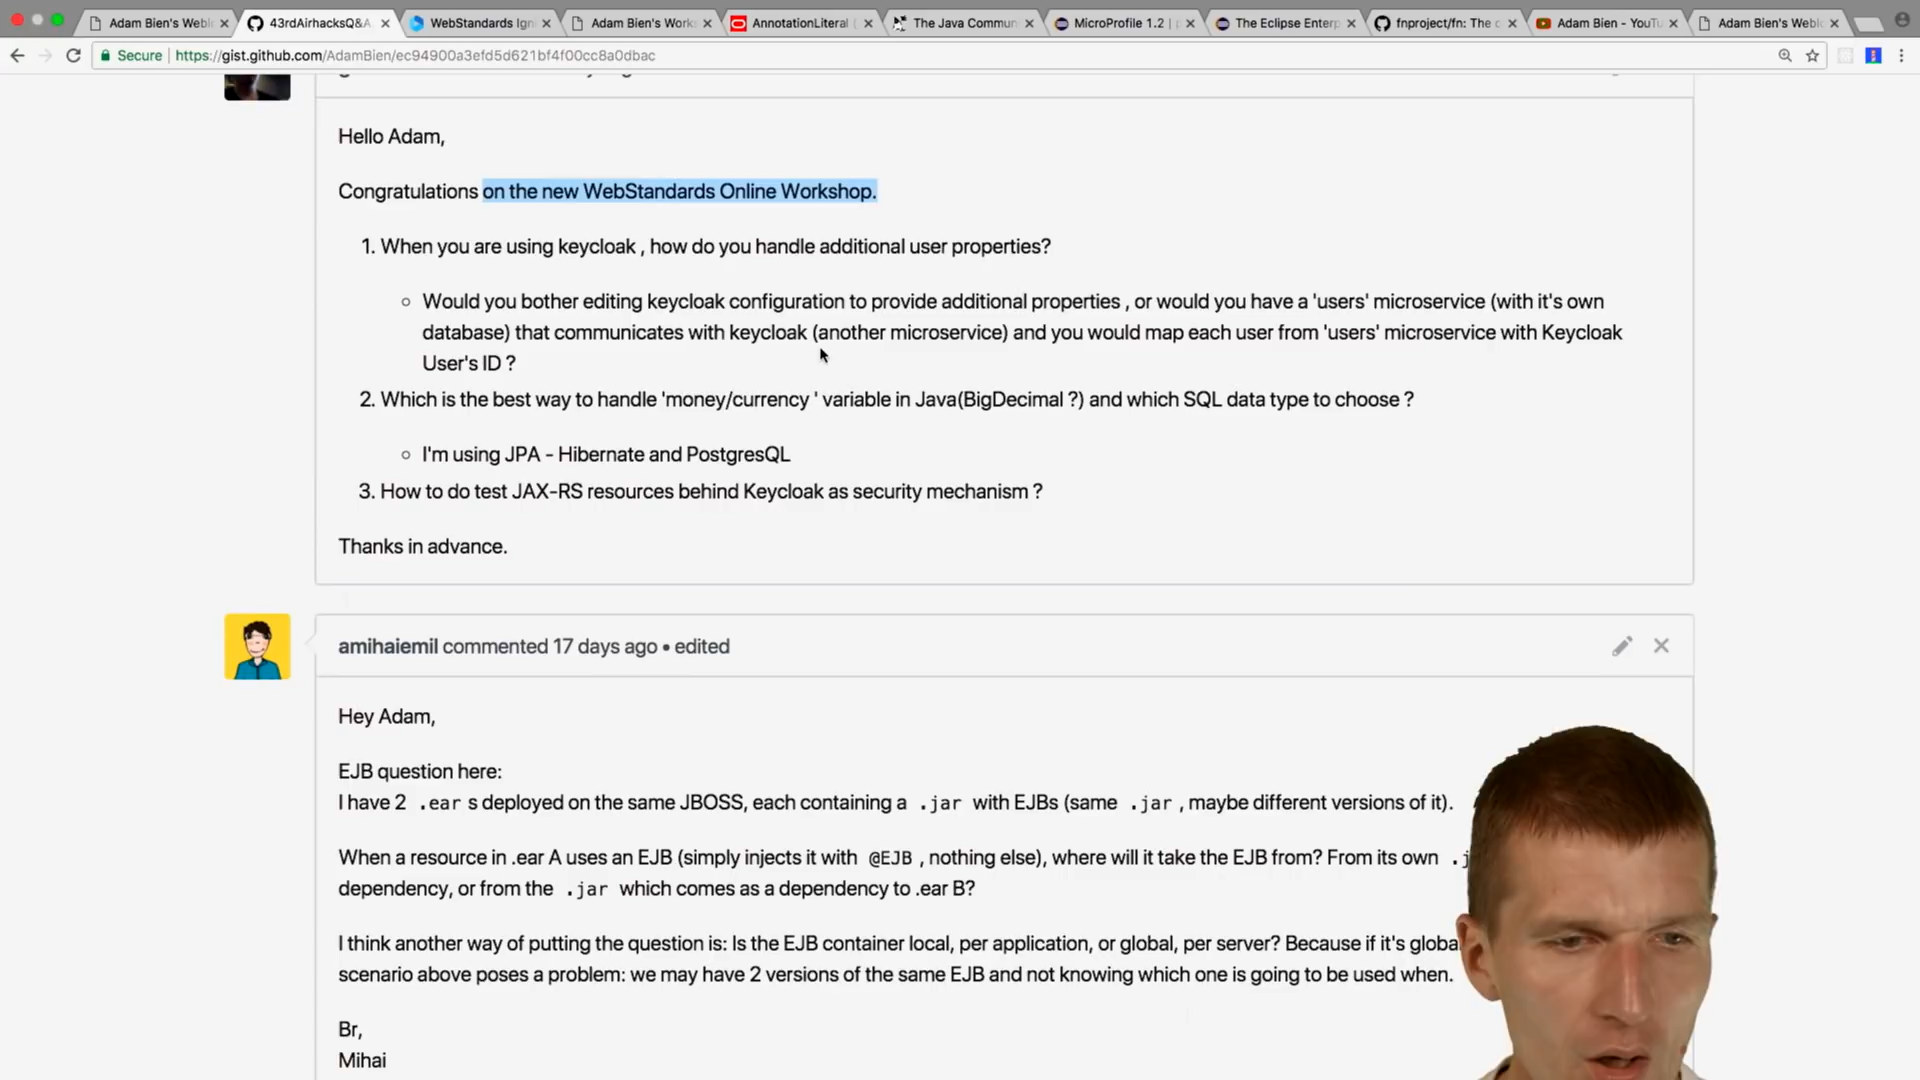 Adam Bien's Webl
43rdAirhacksQ&A
WebStandards Ign
Adam Bien's Works
AnnotationLiteral
The Java Commun
MicroProfile 1.2 | p
The Eclipse Enterp
fnproject/fn: The c
Adam Bien - YouTu
Adam Bien's Webl
Secure | https://gist.github.com/AdamBien/ec94900a3efd5d621bf4f00cc8a0dbac
Hello Adam,
Congratulations on the new WebStandards Online Workshop.
1. When you are using keycloak , how do you handle additional user properties?
Would you bother editing keycloak configuration to provide additional properties , or would you have a 'users' microservice (with it's own
database) that communicates with keycloak (another microservice) and you would map each user from 'users' microservice with Keycloak
User's ID ?
2. Which is the best way to handle 'money/currency ' variable in Java(BigDecimal ?) and which SQL data type to choose ?
I'm using JPA - Hibernate and PostgresQL
3. How to do test JAX-RS resources behind Keycloak as security mechanism ?
Thanks in advance.
amihaiemil commented 17 days ago • edited
Hey Adam,
EJB question here:
I have 2 .ear s deployed on the same JBOSS, each containing a .jar with EJBs (same .jar , maybe different versions of it).
When a resource in .ear A uses an EJB (simply injects it with @EJB , nothing else), where will it take the EJB from? From its own .j
dependency, or from the .jar which comes as a dependency to .ear B?
I think another way of putting the question is: Is the EJB container local, per application, or global, per server? Because if it's globa
scenario above poses a problem: we may have 2 versions of the same EJB and not knowing which one is going to be used when.
Br,
Mihai